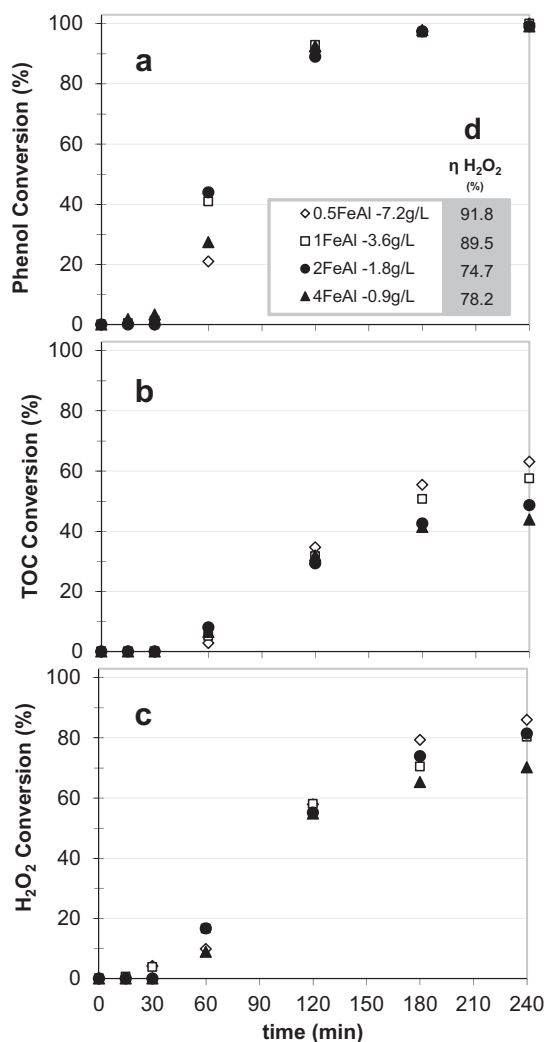 100
80
60
40
20
0
Phenol Conversion (%)
a
d
η H₂O₂
(%)
0.5FeAl -7.2g/L 91.8
1FeAl -3.6g/L 89.5
2FeAl -1.8g/L 74.7
4FeAl -0.9g/L 78.2
100
80
60
40
20
0
TOC Conversion (%)
b
100
80
60
40
20
0
H₂O₂ Conversion (%)
c
0 30 60 90 120 150 180 210 240
time (min)